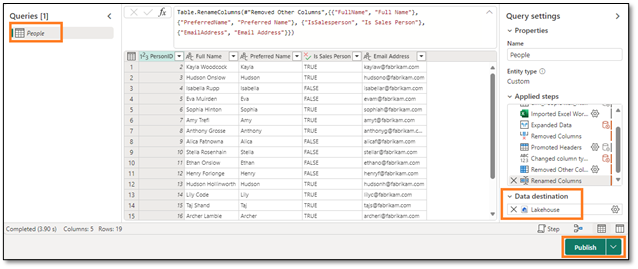 Queries [1]
People
Table.RenameColumns(#"Removed Other Columns",{{"FullName", "Full Name"},
{"PreferredName", "Preferred Name"}, {"IsSalesperson", "Is Sales Person"},
{"EmailAddress", "Email Address"}})
PersonID Full Name Preferred Name Is Sales Person Email Address
1 2 Kayla Woodcock Kayla TRUE kaylaw@fabrikam.com
2 3 Hudson Onslow Hudson TRUE hudsono@fabrikam.com
3 4 Isabella Rupp Isabella FALSE isabellar@fabrikam.com
4 5 Eva Muirden Eva FALSE evam@fabrikam.com
5 6 Sophia Hinton Sophia TRUE sophiah@fabrikam.com
6 7 Amy Trefl Amy TRUE amyt@fabrikam.com
7 8 Anthony Grosse Anthony TRUE anthonyg@fabrikam.c...
8 9 Alica Fatnowna Alica FALSE alicaf@fabrikam.com
9 10 Stella Rosenhain Stella FALSE stellar@fabrikam.com
10 11 Ethan Onslow Ethan FALSE ethano@fabrikam.com
11 12 Henry Forlonge Henry FALSE henryf@fabrikam.com
12 13 Hudson Hollinworth Hudson TRUE hudsonh@fabrikam.com
13 14 Lily Code Lily TRUE lilyc@fabrikam.com
14 15 Taj Shand Taj TRUE tajs@fabrikam.com
15 16 Archer Lamble Archer TRUE archerl@fabrikam.com
Completed (3.90 s) Columns: 5 Rows: 19
Step
Query settings
Properties
Name
People
Entity type
Custom
Applied steps
Imported Excel Wor...
Expanded Data
Removed Columns
Promoted Headers
Changed column ty...
Removed Other Col...
Renamed Columns
Data destination
Lakehouse
Publish